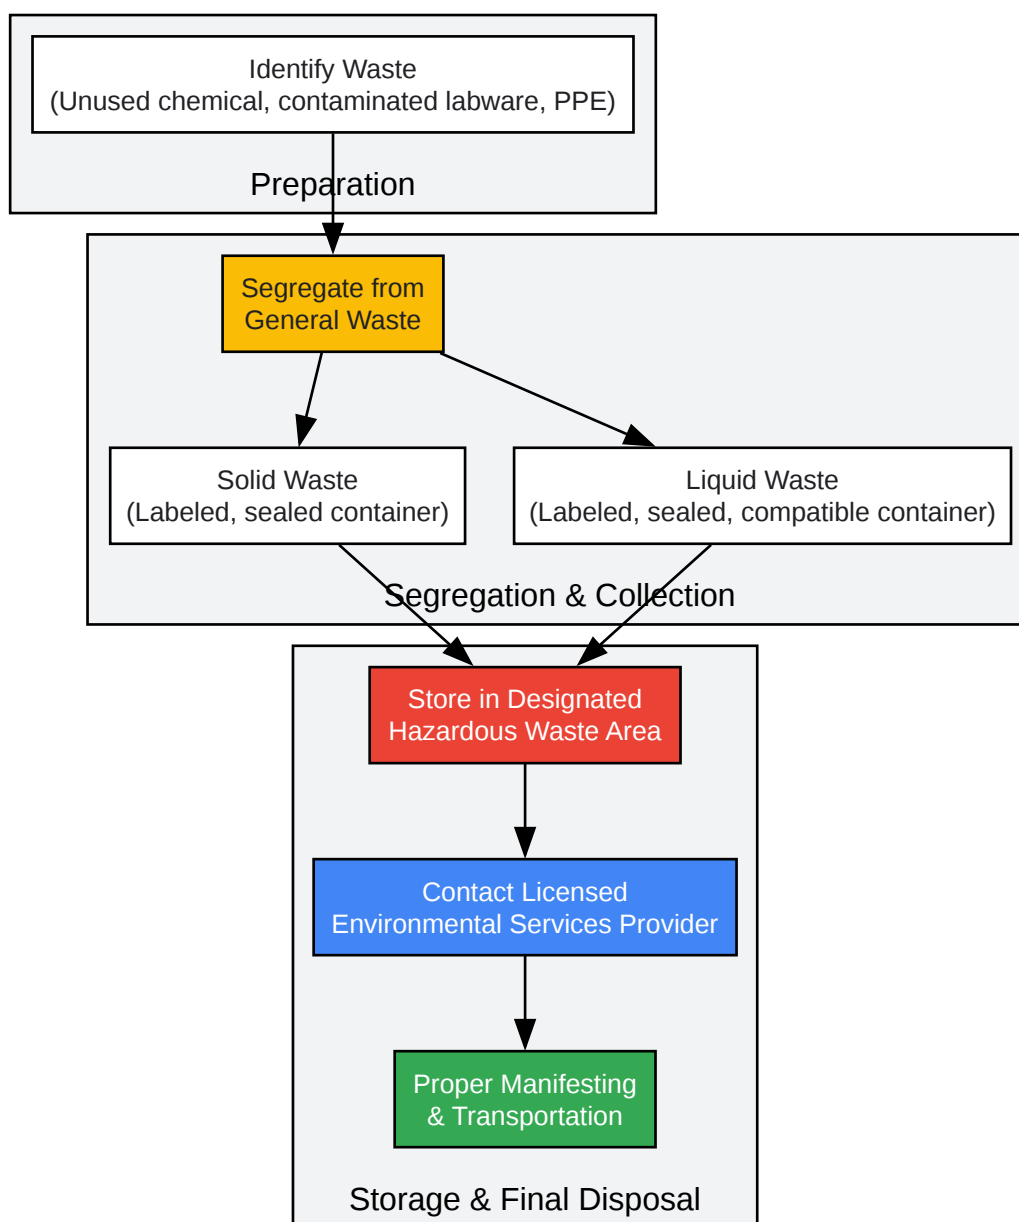 Identify Waste
(Unused chemical, contaminated labware, PPE)
Preparation
Segregate from
General Waste
Solid Waste
(Labeled, sealed container)
Liquid Waste
(Labeled, sealed, compatible container)
Segregation & Collection
Store in Designated
Hazardous Waste Area
Contact Licensed
Environmental Services Provider
Proper Manifesting
& Transportation
Storage & Final Disposal